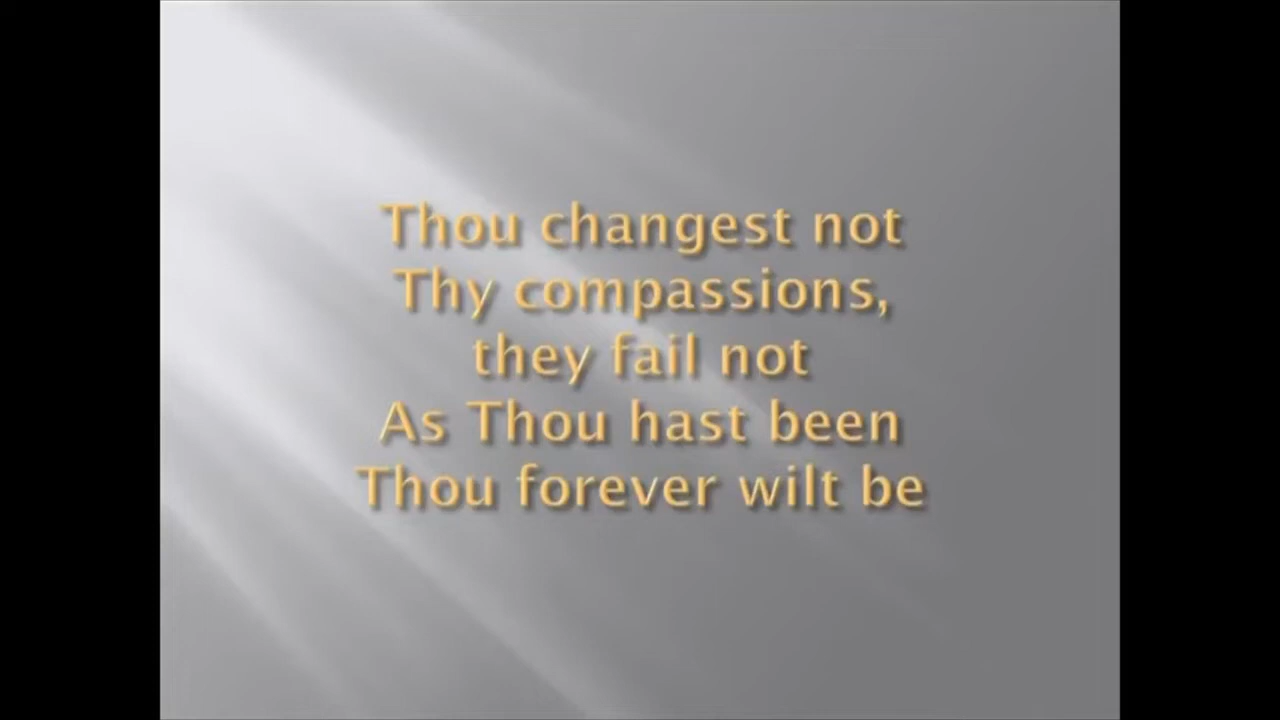 Thou changest not
Thy compassions,
they fail not
As Thou hast been
Thou forever wilt be